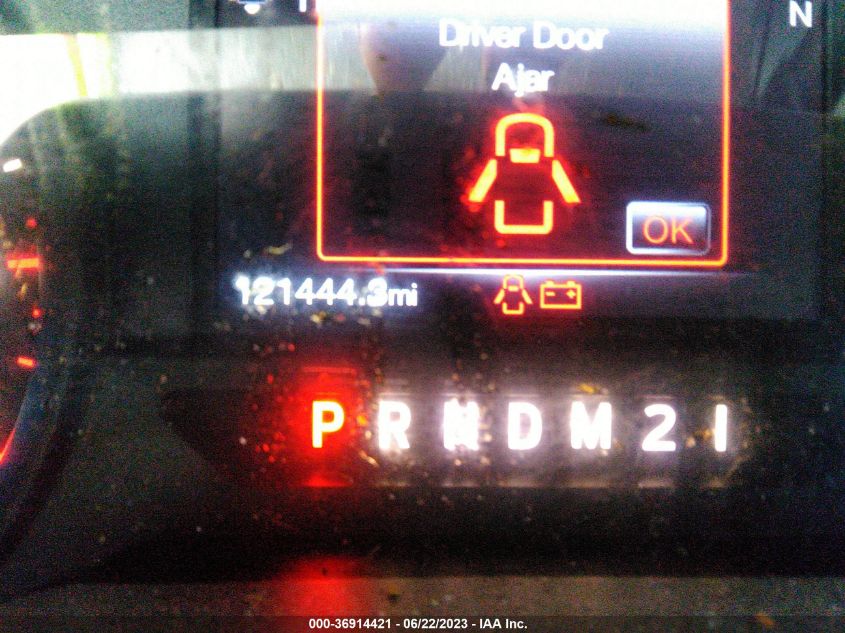 N
Driver Door
Ajar
OK
121444.3mi
P R N D M 2 1
000-36914421 - 06/22/2023 - IAA Inc.